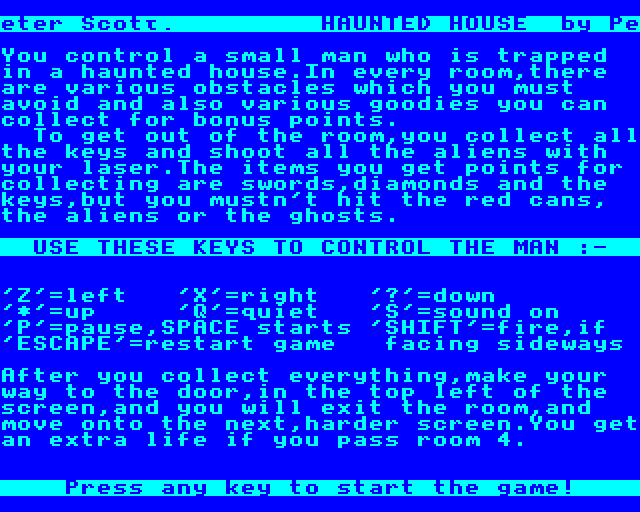 eter Scott.          HAUNTED HOUSE  by Pe
You control a small man who is trapped
in a haunted house.In every room,there
are various obstacles which you must
avoid and also various goodies you can
collect for bonus points.
To get out of the room,you collect all
the keys and shoot all the aliens with
your laser.The items you get points for
collecting are swords,diamonds and the
keys,but you mustn't hit the red cans,
the aliens or the ghosts.
USE THESE KEYS TO CONTROL THE MAN :-
'Z'=left   'X'=right   '?'=down
'*'=up     'Q'=quiet   'S'=sound on
'P'=pause,SPACE starts 'SHIFT'=fire,if
'ESCAPE'=restart game   facing sideways
After you collect everything,make your
way to the door,in the top left of the
screen,and you will exit the room,and
move onto the next,harder screen.You get
an extra life if you pass room 4.
Press any key to start the game!